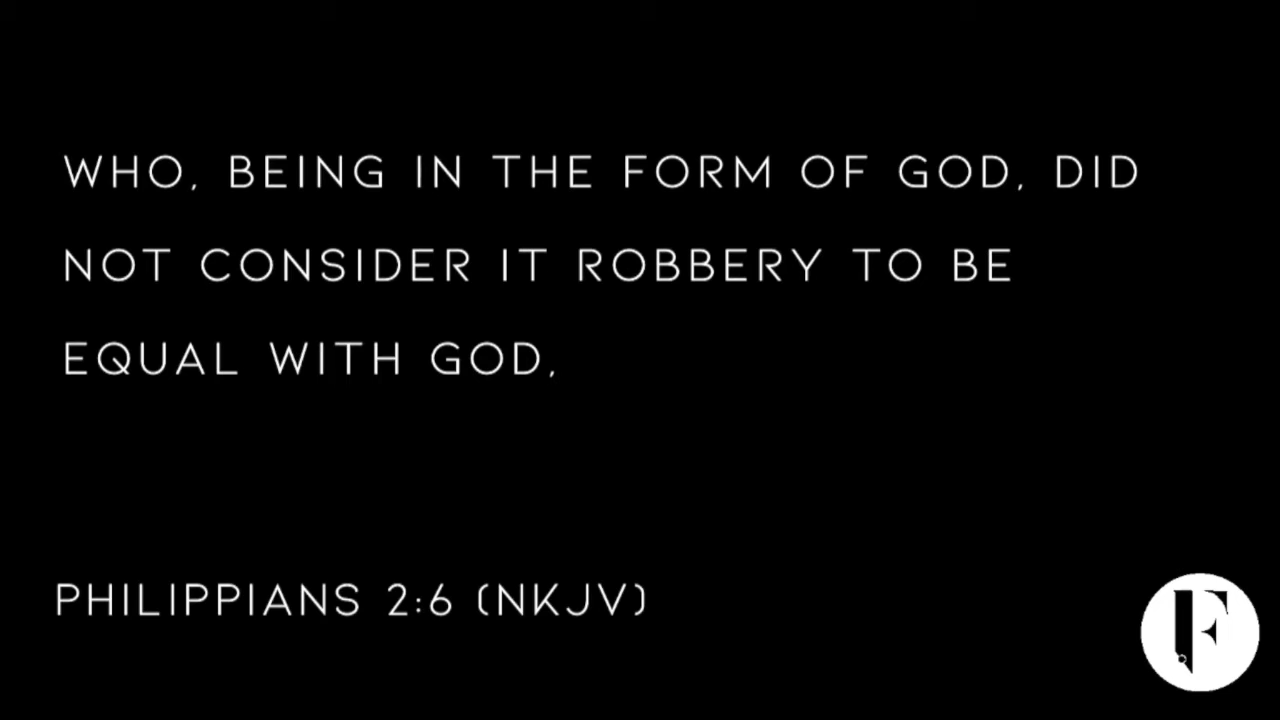 WHO, BEING IN THE FORM OF GOD, DID
NOT CONSIDER IT ROBBERY TO BE
EQUAL WITH GOD,
PHILIPPIANS 2:6 (NKJV)
F